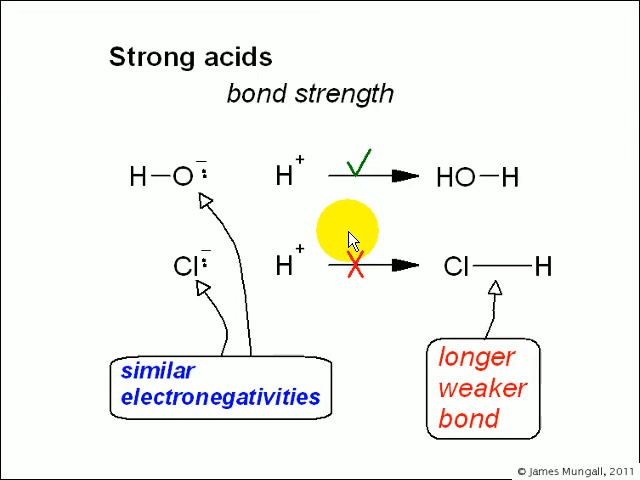 Strong acids
bond strength
H–O⁻: H⁺ HO–H
Cl⁻: H⁺ Cl—H
similar
electronegativities
longer
weaker
bond
© James Mungall, 2011